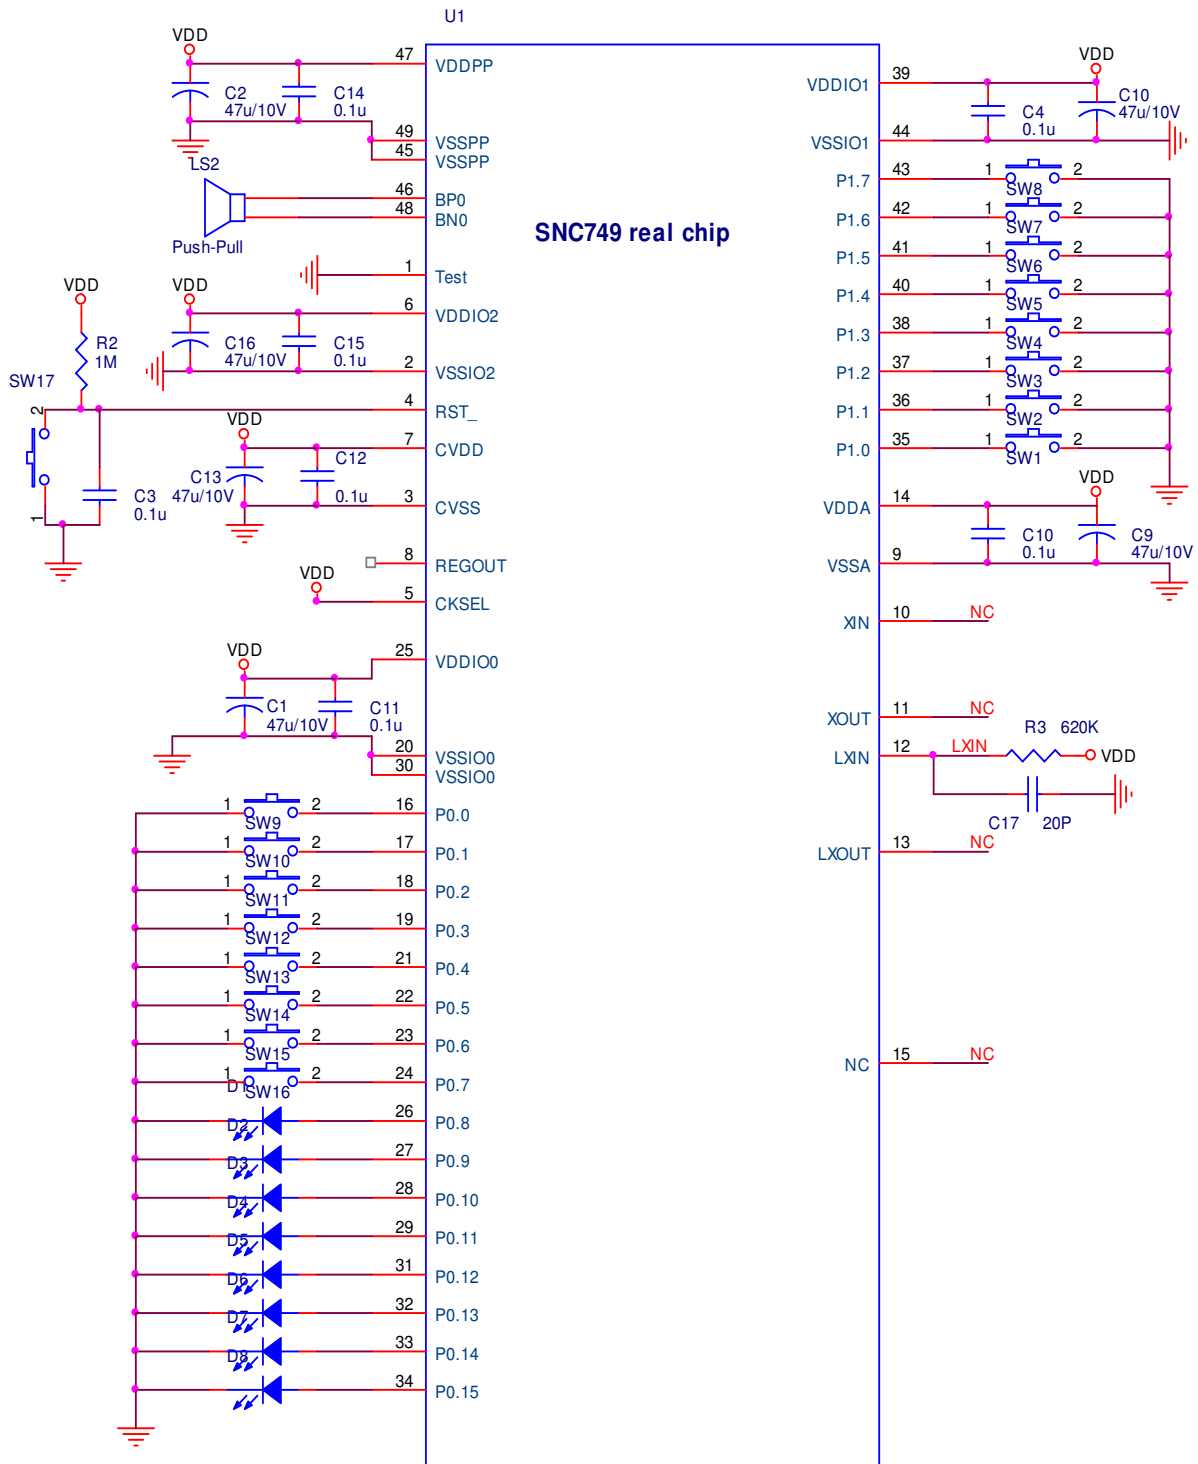 U1
VDD
47 VDDPP
C2 C14
47u/10V 0.1u
49 VSSPP
45 VSSPP
LS2
46 BP0
48 BN0
Push-Pull
SNC749 real chip
1 Test
VDD VDD
6 VDDIO2
R2 C16 C15
1M 47u/10V 0.1u
2 VSSIO2
SW17
2
4 RST_
VDD
7 CVDD
C13 C12
47u/10V 0.1u
C3
0.1u
3 CVSS
1
8 REGOUT
VDD
5 CKSEL
VDD
25 VDDIO0
C1 C11
47u/10V 0.1u
20 VSSIO0
30 VSSIO0
1 SW9 2 16 P0.0
1 SW10 2 17 P0.1
1 SW11 2 18 P0.2
1 SW12 2 19 P0.3
1 SW13 2 21 P0.4
1 SW14 2 22 P0.5
1 SW15 2 23 P0.6
1 SW16 2 24 P0.7
D1 26 P0.8
D2 27 P0.9
D3 28 P0.10
D4 29 P0.11
D5 31 P0.12
D6 32 P0.13
D7 33 P0.14
D8 34 P0.15
VDD
VDDIO1 39
C4 C10
0.1u 47u/10V
VSSIO1 44
P1.7 43 1 SW8 2
P1.6 42 1 SW7 2
P1.5 41 1 SW6 2
P1.4 40 1 SW5 2
P1.3 38 1 SW4 2
P1.2 37 1 SW3 2
P1.1 36 1 SW2 2
P1.0 35 1 SW1 2
VDD
VDDA 14
C10 C9
0.1u 47u/10V
VSSA 9
XIN 10 NC
XOUT 11 NC
R3 620K
LXIN 12 LXIN VDD
C17 20P
LXOUT 13 NC
NC 15 NC